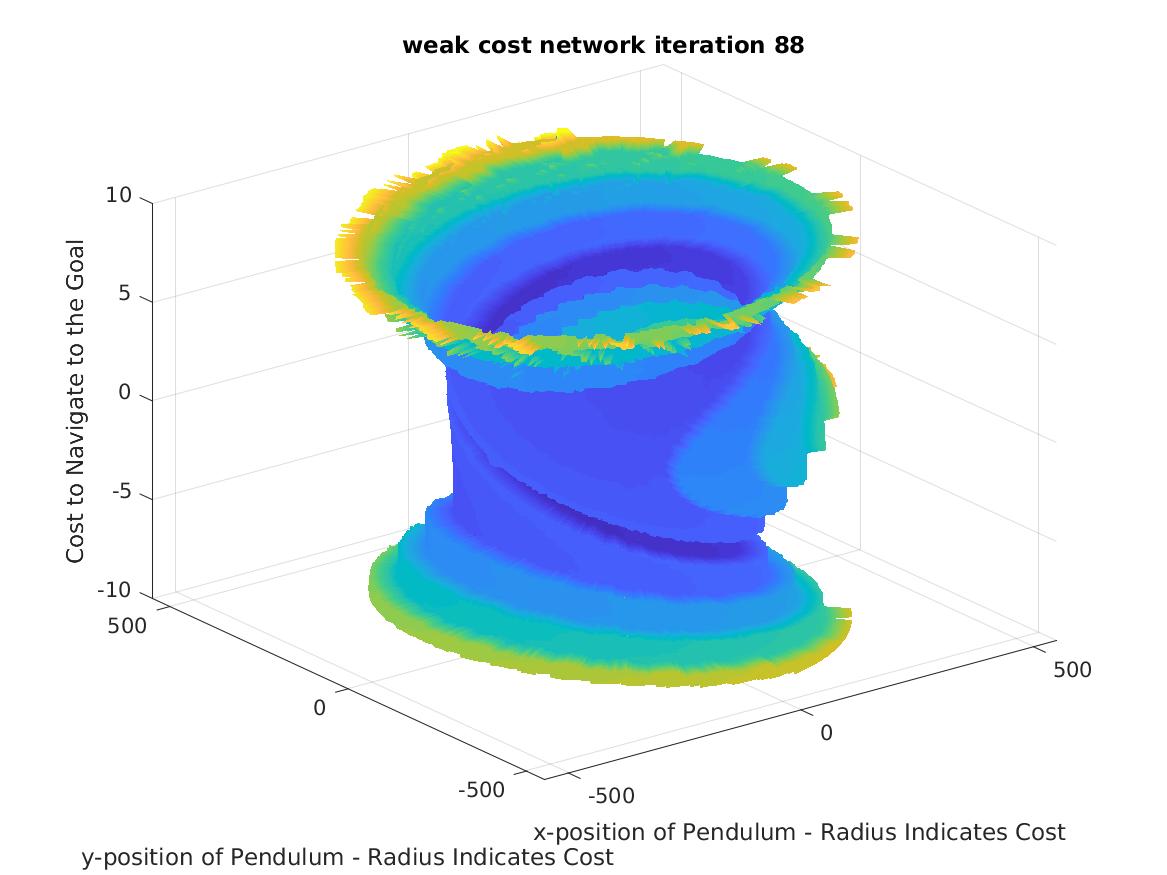 weak cost network iteration 88
Cost to Navigate to the Goal
10
5
0
-5
-10
500
0
-500
-500
0
500
x-position of Pendulum - Radius Indicates Cost
y-position of Pendulum - Radius Indicates Cost